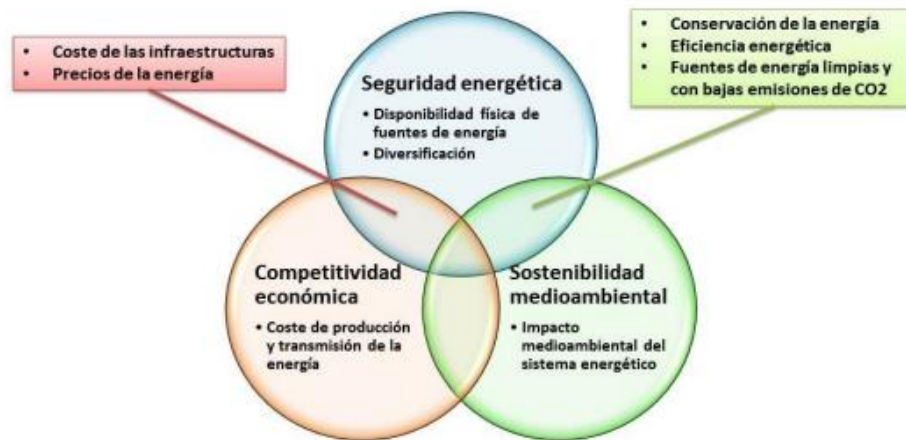 • Coste de las infraestructuras
• Precios de la energía
• Conservación de la energía
• Eficiencia energética
• Fuentes de energía limpias y
con bajas emisiones de CO2
Seguridad energética
• Disponibilidad física de
fuentes de energía
• Diversificación
Competitividad
económica
• Coste de producción
y transmisión de la
energía
Sostenibilidad
medioambiental
• Impacto
medioambiental del
sistema energético